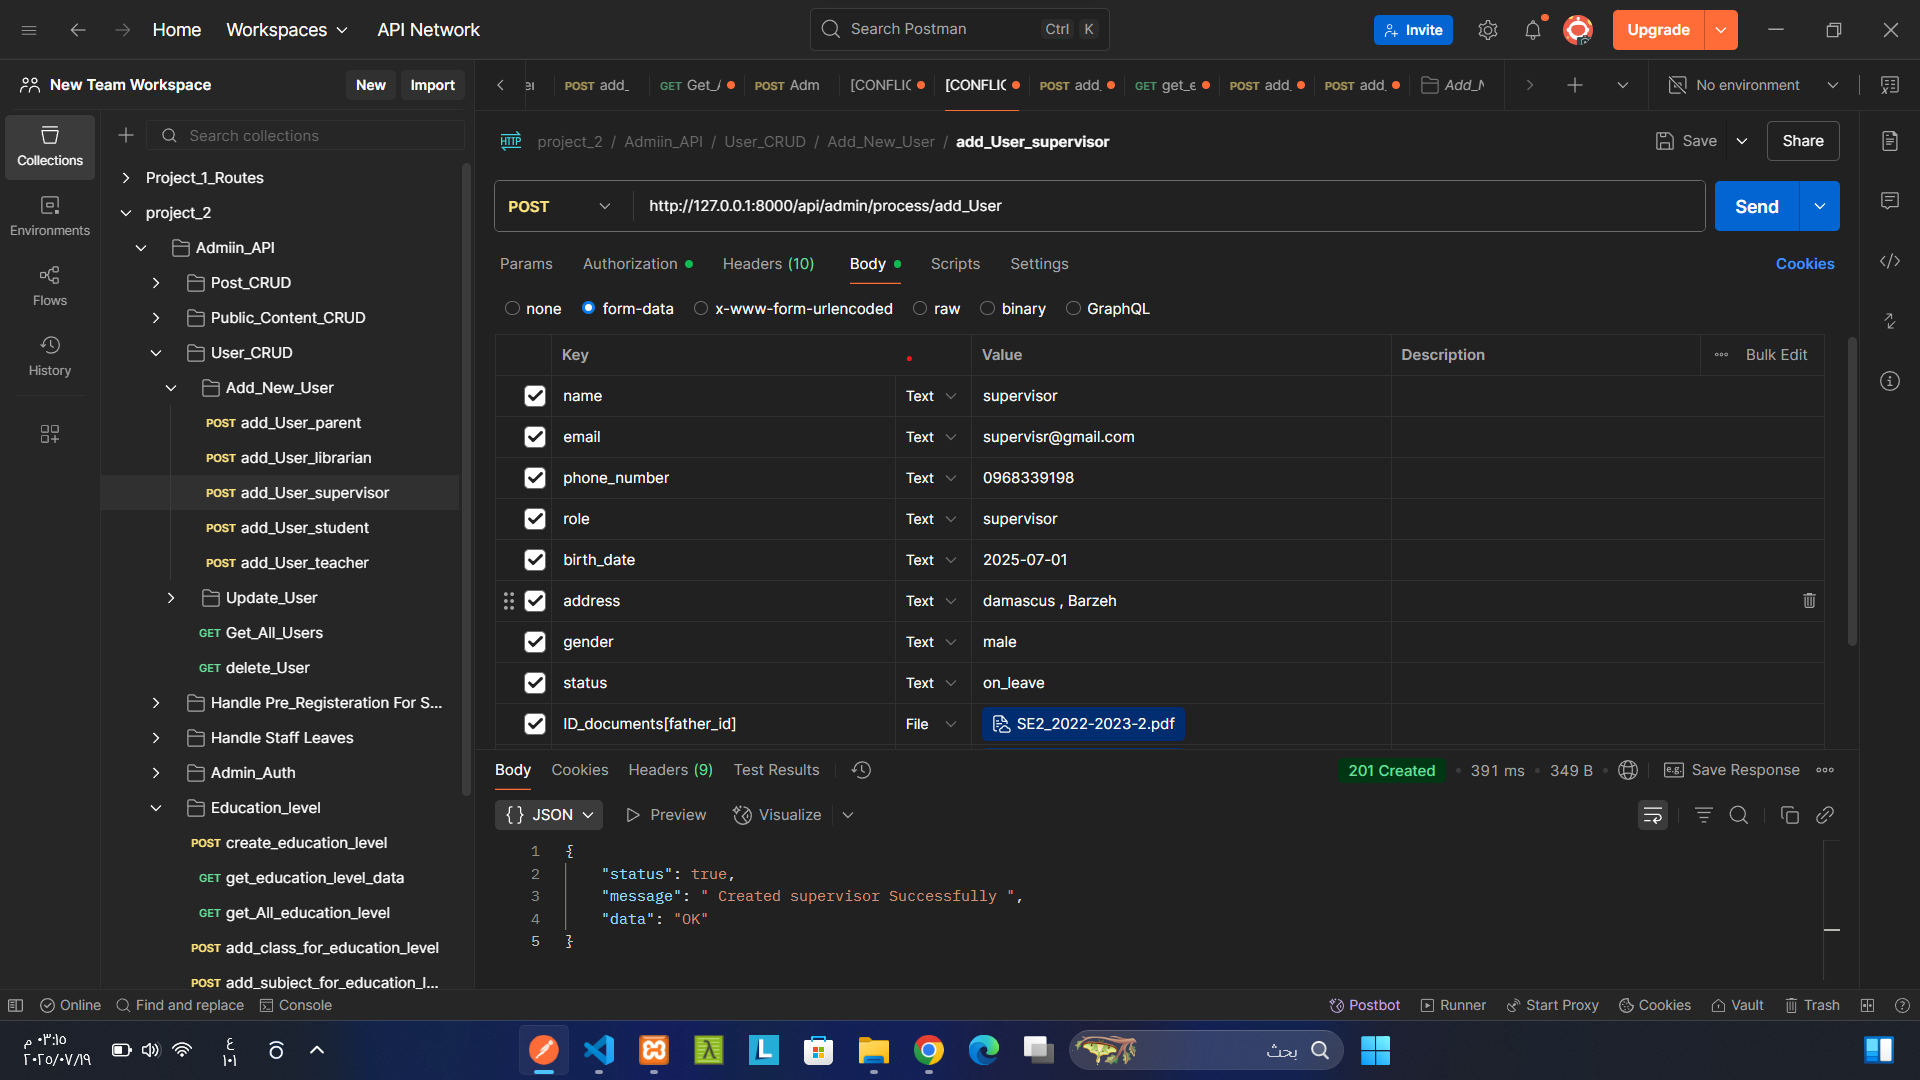 Home
Workspaces
API Network
Search Postman
Ctrl
K
Invite
Upgrade
New Team Workspace
New
Import
POST add_
GET Get_A
POST Adm
[CONFLIC
[CONFLIC
POST add_
GET get_e
POST add_
POST add_
Add_N
No environment
Collections
Environments
Flows
History
Search collections
Project_1_Routes
project_2
Admiin_API
Post_CRUD
Public_Content_CRUD
User_CRUD
Add_New_User
POST add_User_parent
POST add_User_librarian
POST add_User_supervisor
POST add_User_student
POST add_User_teacher
Update_User
GET Get_All_Users
GET delete_User
Handle Pre_Registeration For S...
Handle Staff Leaves
Admin_Auth
Education_level
POST create_education_level
GET get_education_level_data
GET get_All_education_level
POST add_class_for_education_level
POST add_subject_for_education_l...
HTTP project_2 / Admiin_API / User_CRUD / Add_New_User / add_User_supervisor
Save
Share
POST
http://127.0.0.1:8000/api/admin/process/add_User
Send
Params
Authorization
Headers (10)
Body
Scripts
Settings
Cookies
none
form-data
x-www-form-urlencoded
raw
binary
GraphQL
Key Value Description Bulk Edit
name Text supervisor
email Text supervisr@gmail.com
phone_number Text 0968339198
role Text supervisor
birth_date Text 2025-07-01
address Text damascus , Barzeh
gender Text male
status Text on_leave
ID_documents[father_id] File SE2_2022-2023-2.pdf
Body
Cookies
Headers (9)
Test Results
201 Created
391 ms
349 B
e.g. Save Response
{} JSON
Preview
Visualize
1 {
2 "status": true,
3 "message": " Created supervisor Successfully ",
4 "data": "OK"
5 }
Online
Find and replace
Console
Postbot
Runner
Start Proxy
Cookies
Vault
Trash
٠٣:١٥ م
٢٠٢٥/٠٧/١٩
ع
١٠١
بحث